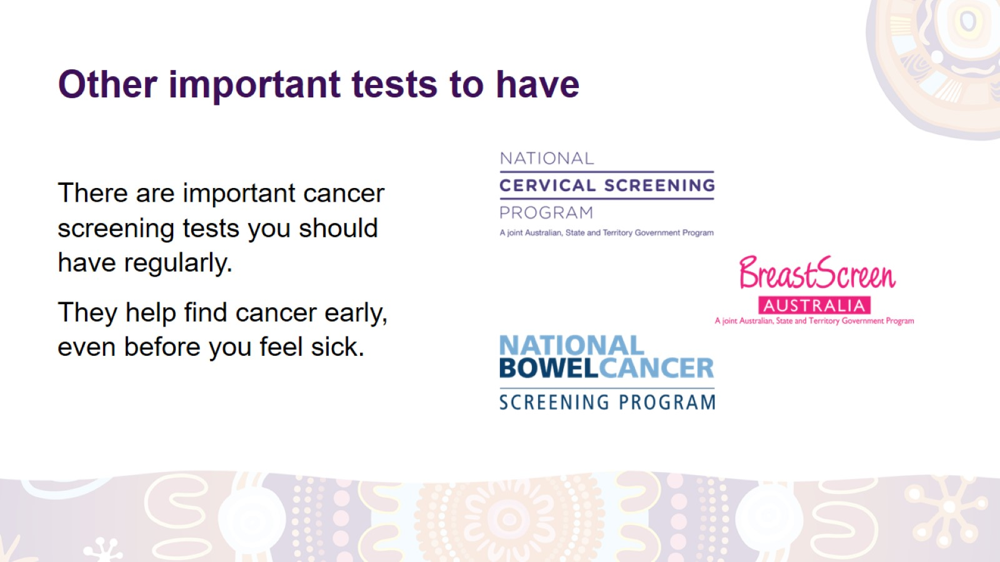 Other important tests to have
There are important cancer
screening tests you should
have regularly.
They help find cancer early,
even before you feel sick.
NATIONAL
CERVICAL SCREENING
PROGRAM
A joint Australian, State and Territory Government Program
BreastScreen
AUSTRALIA
A joint Australian, State and Territory Government Program
NATIONAL
BOWELCANCER
SCREENING PROGRAM